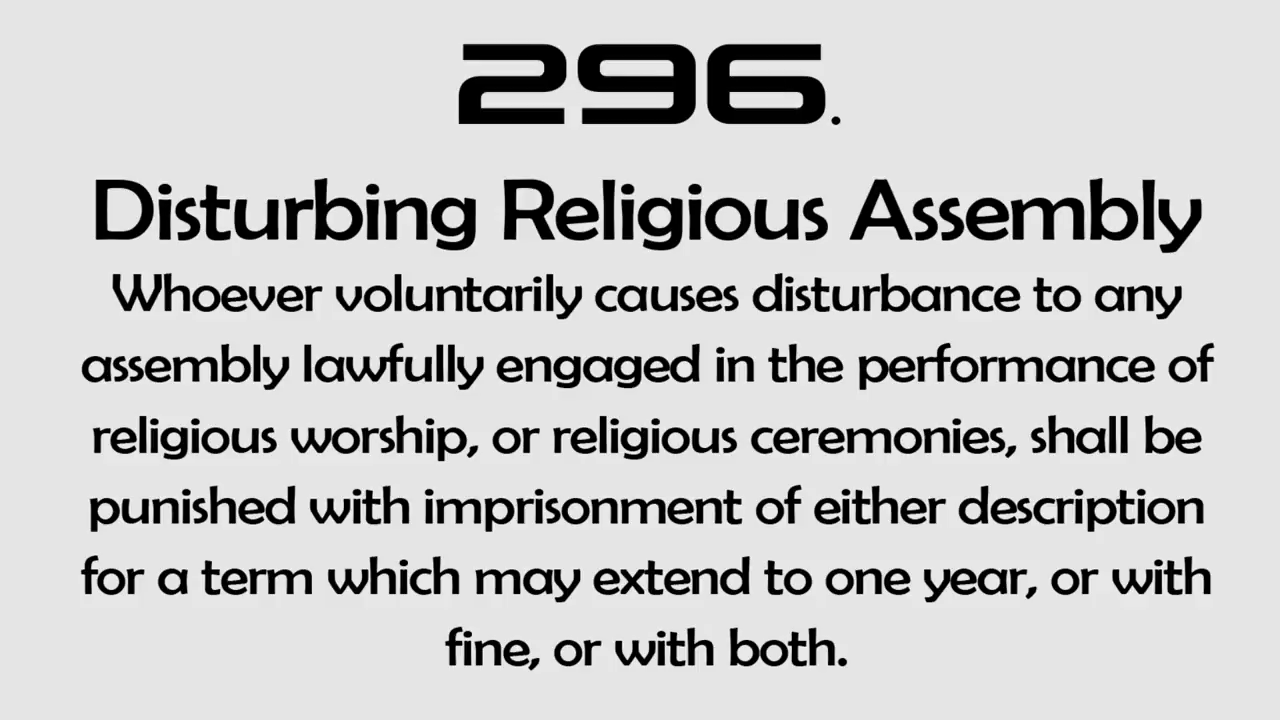 296.
Disturbing Religious Assembly
Whoever voluntarily causes disturbance to any
assembly lawfully engaged in the performance of
religious worship, or religious ceremonies, shall be
punished with imprisonment of either description
for a term which may extend to one year, or with
fine, or with both.